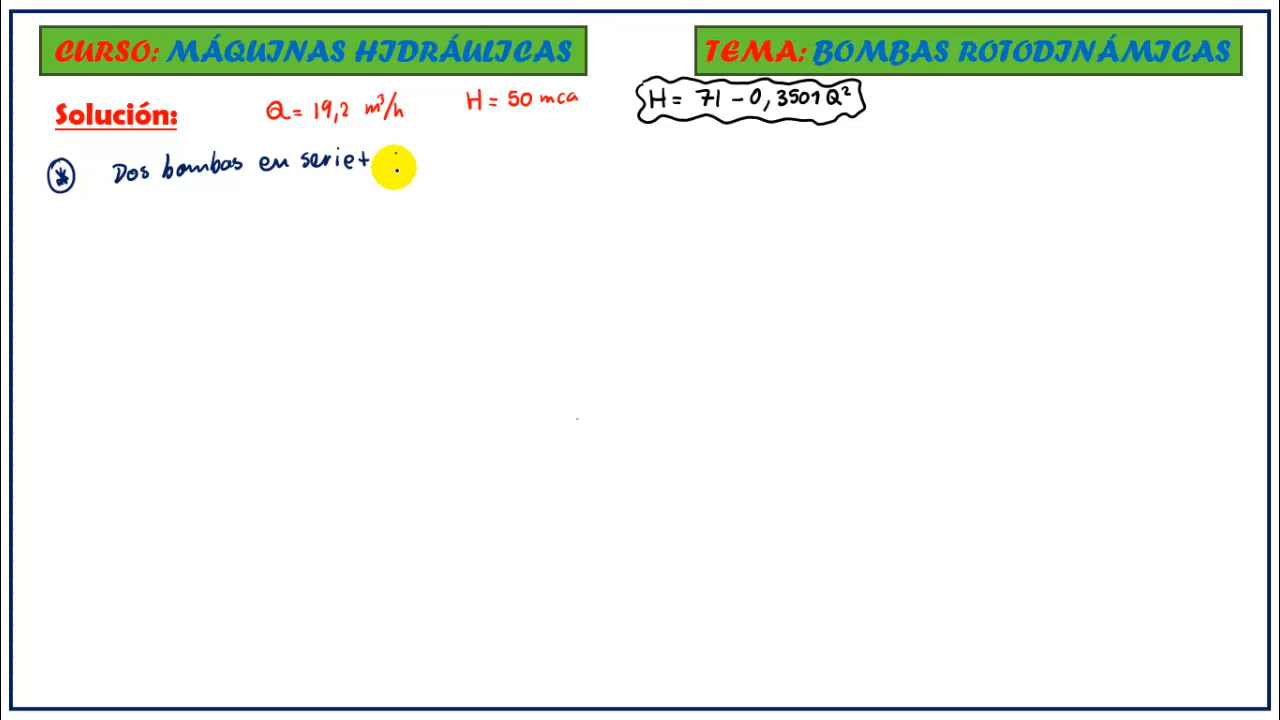 CURSO: MÁQUINAS HIDRÁULICAS
TEMA: BOMBAS ROTODINÁMICAS
Solución:
Q = 19,2 m³/h
H = 50 mca
H = 71 - 0,3501 Q²
Dos bombas en serie